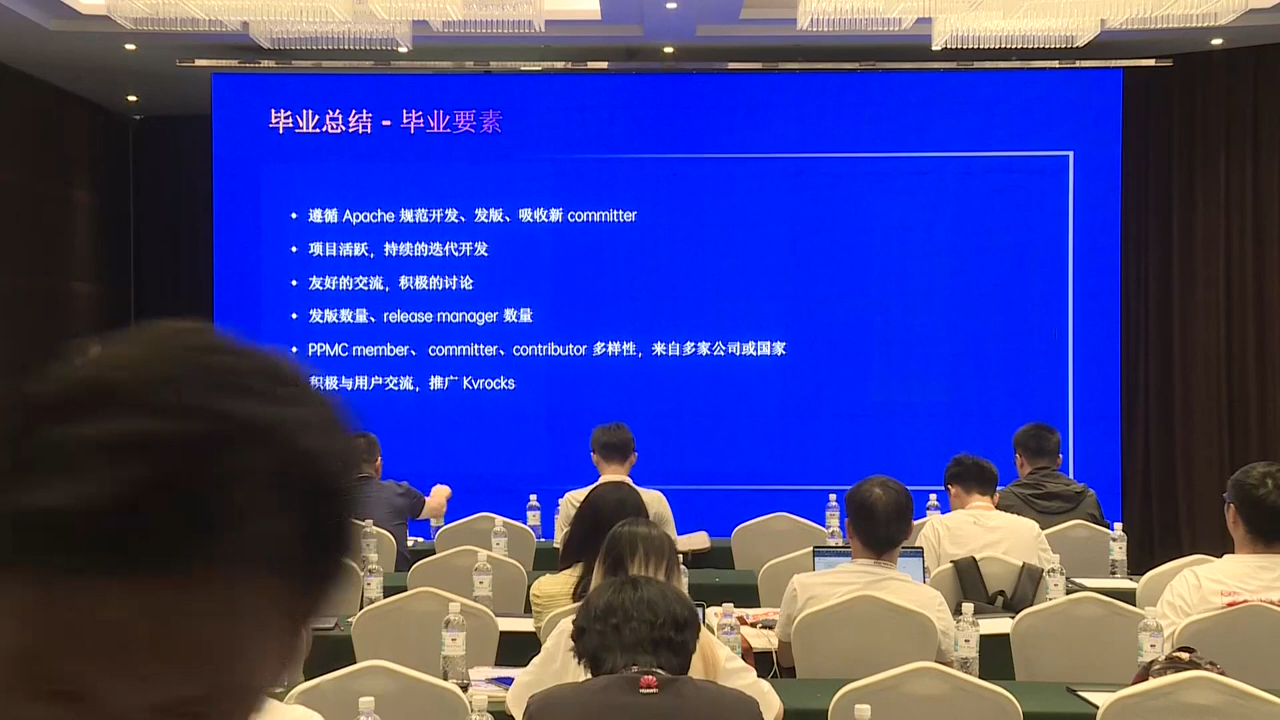 毕业总结 - 毕业要素
遵循 Apache 规范开发、发版、吸收新 committer
项目活跃，持续的迭代开发
友好的交流，积极的讨论
发版数量、release manager 数量
PPMC member、 committer、contributor 多样性，来自多家公司或国家
积极与用户交流，推广 Kvrocks
HUAWEI